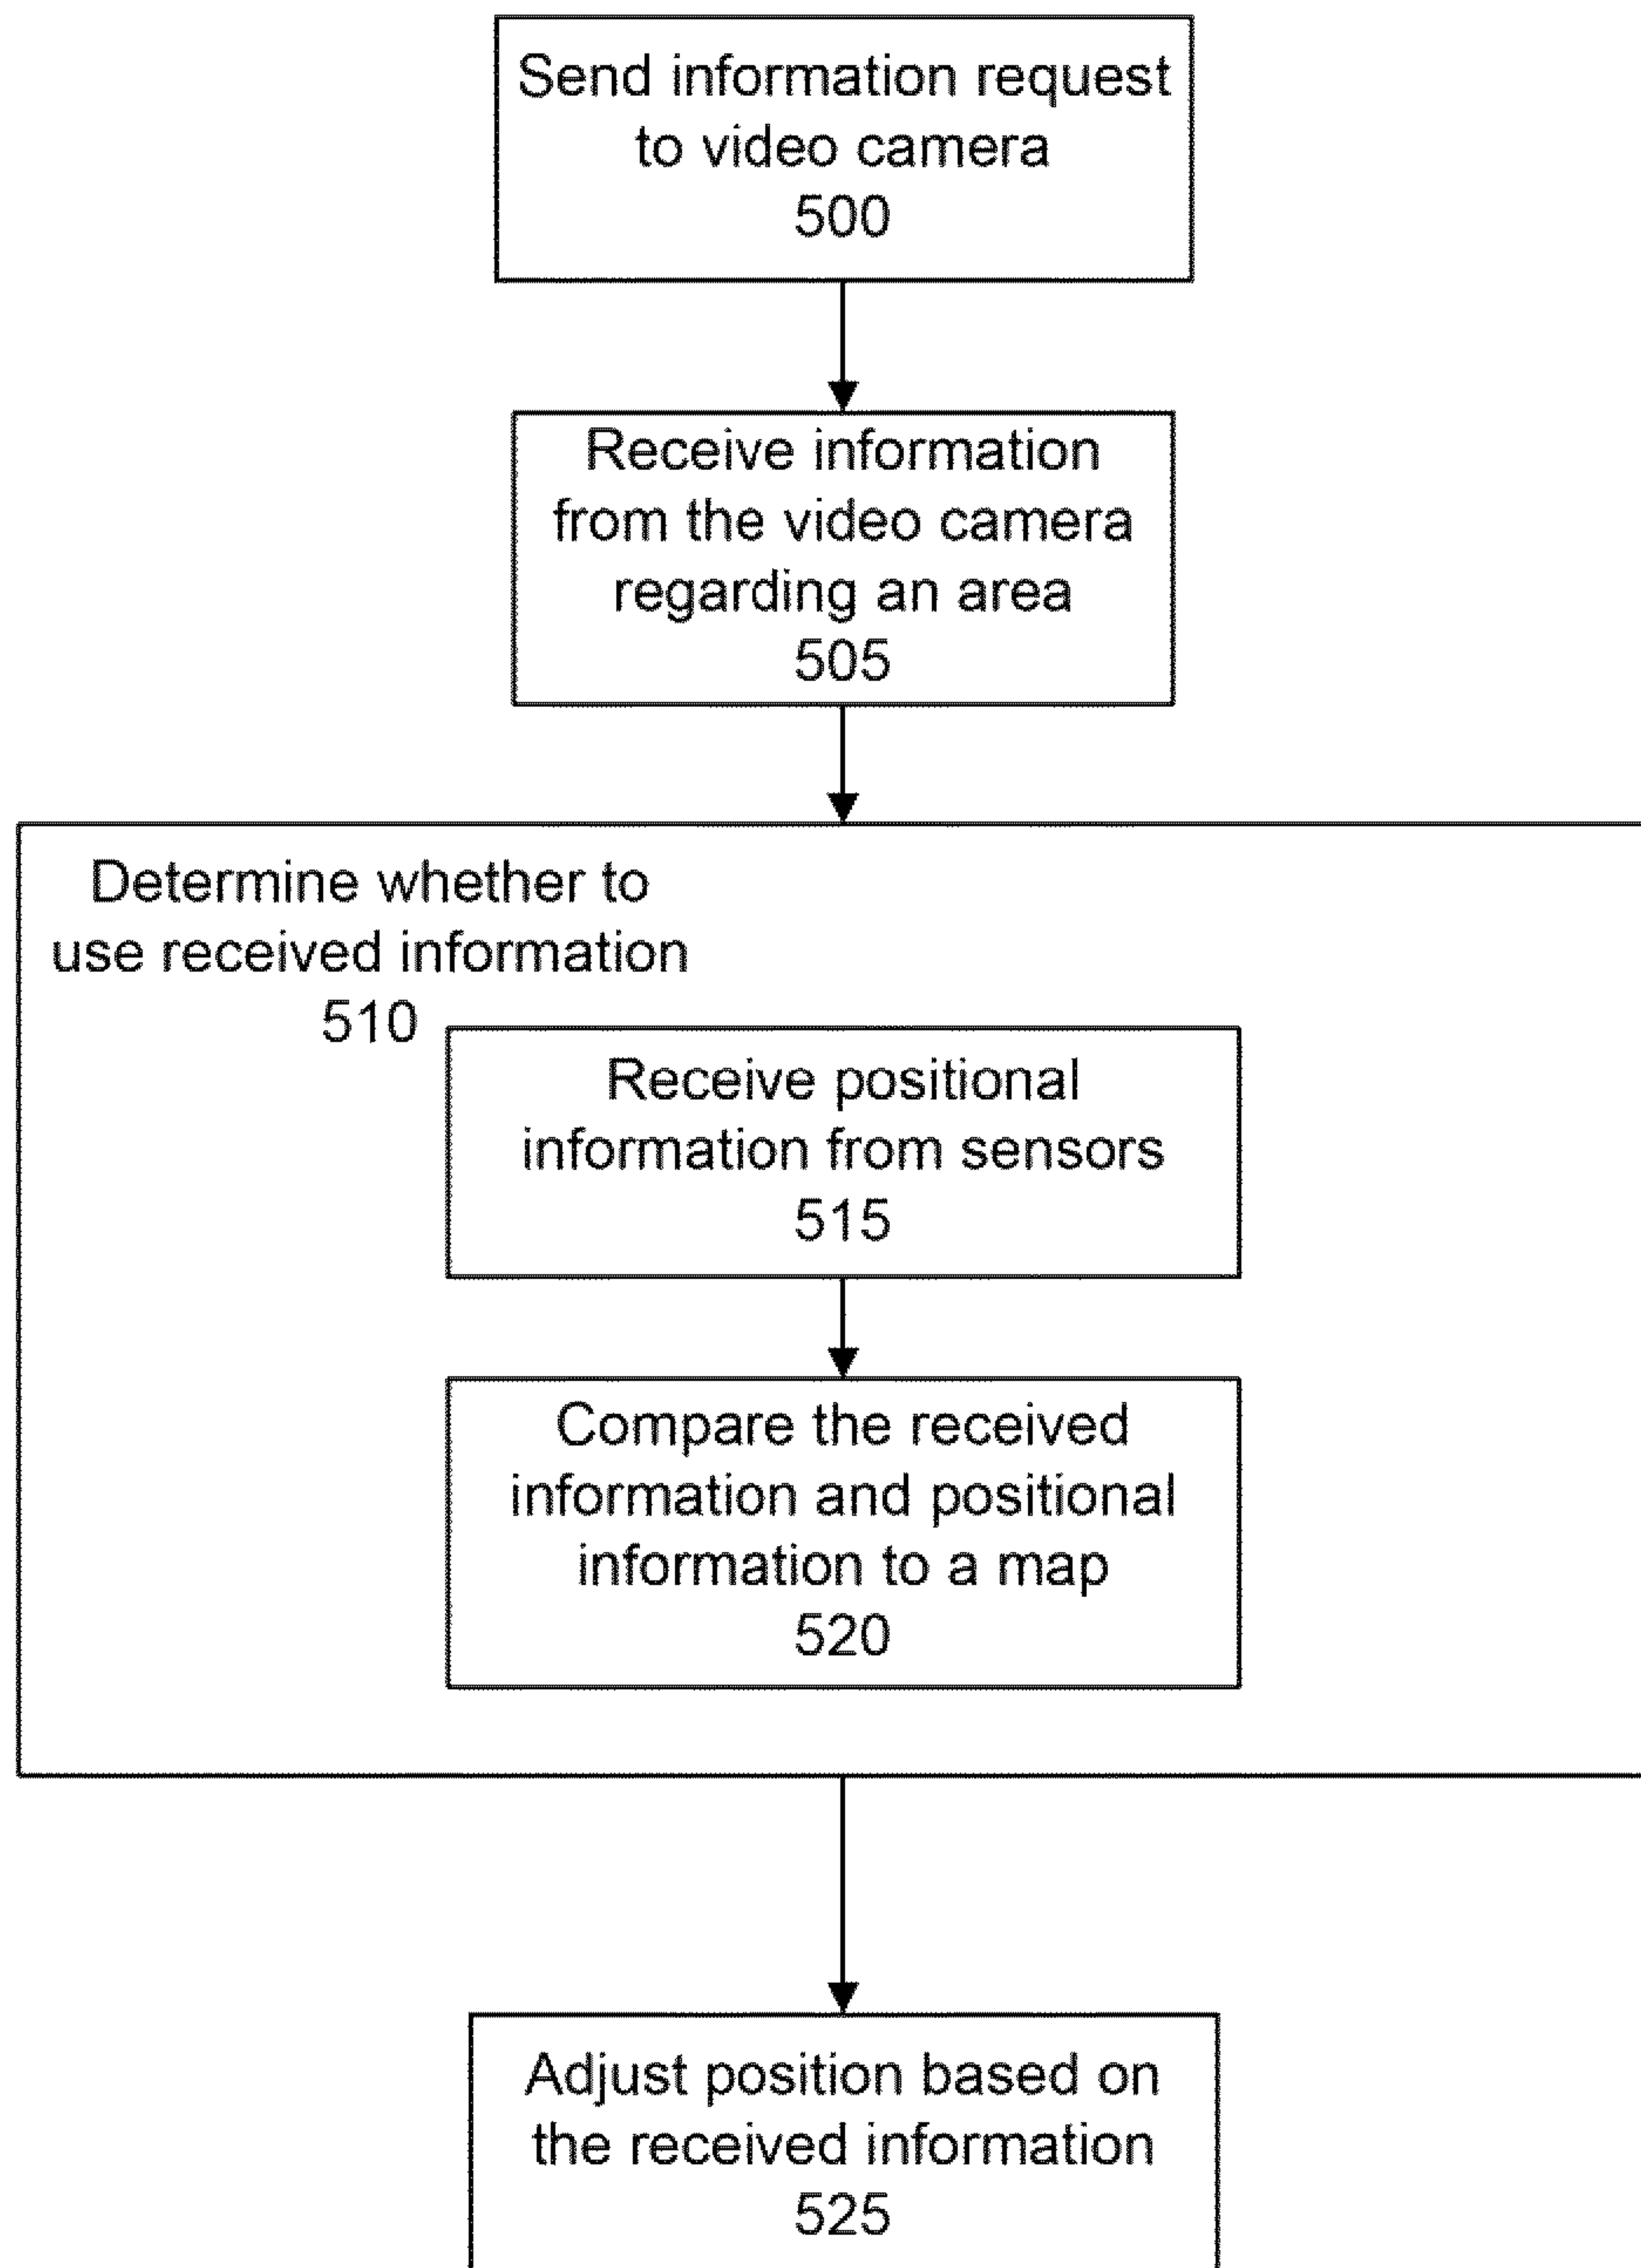 Send information request
to video camera
500
Receive information
from the video camera
regarding an area
505
Determine whether to
use received information
510
Receive positional
information from sensors
515
Compare the received
information and positional
information to a map
520
Adjust position based on
the received information
525